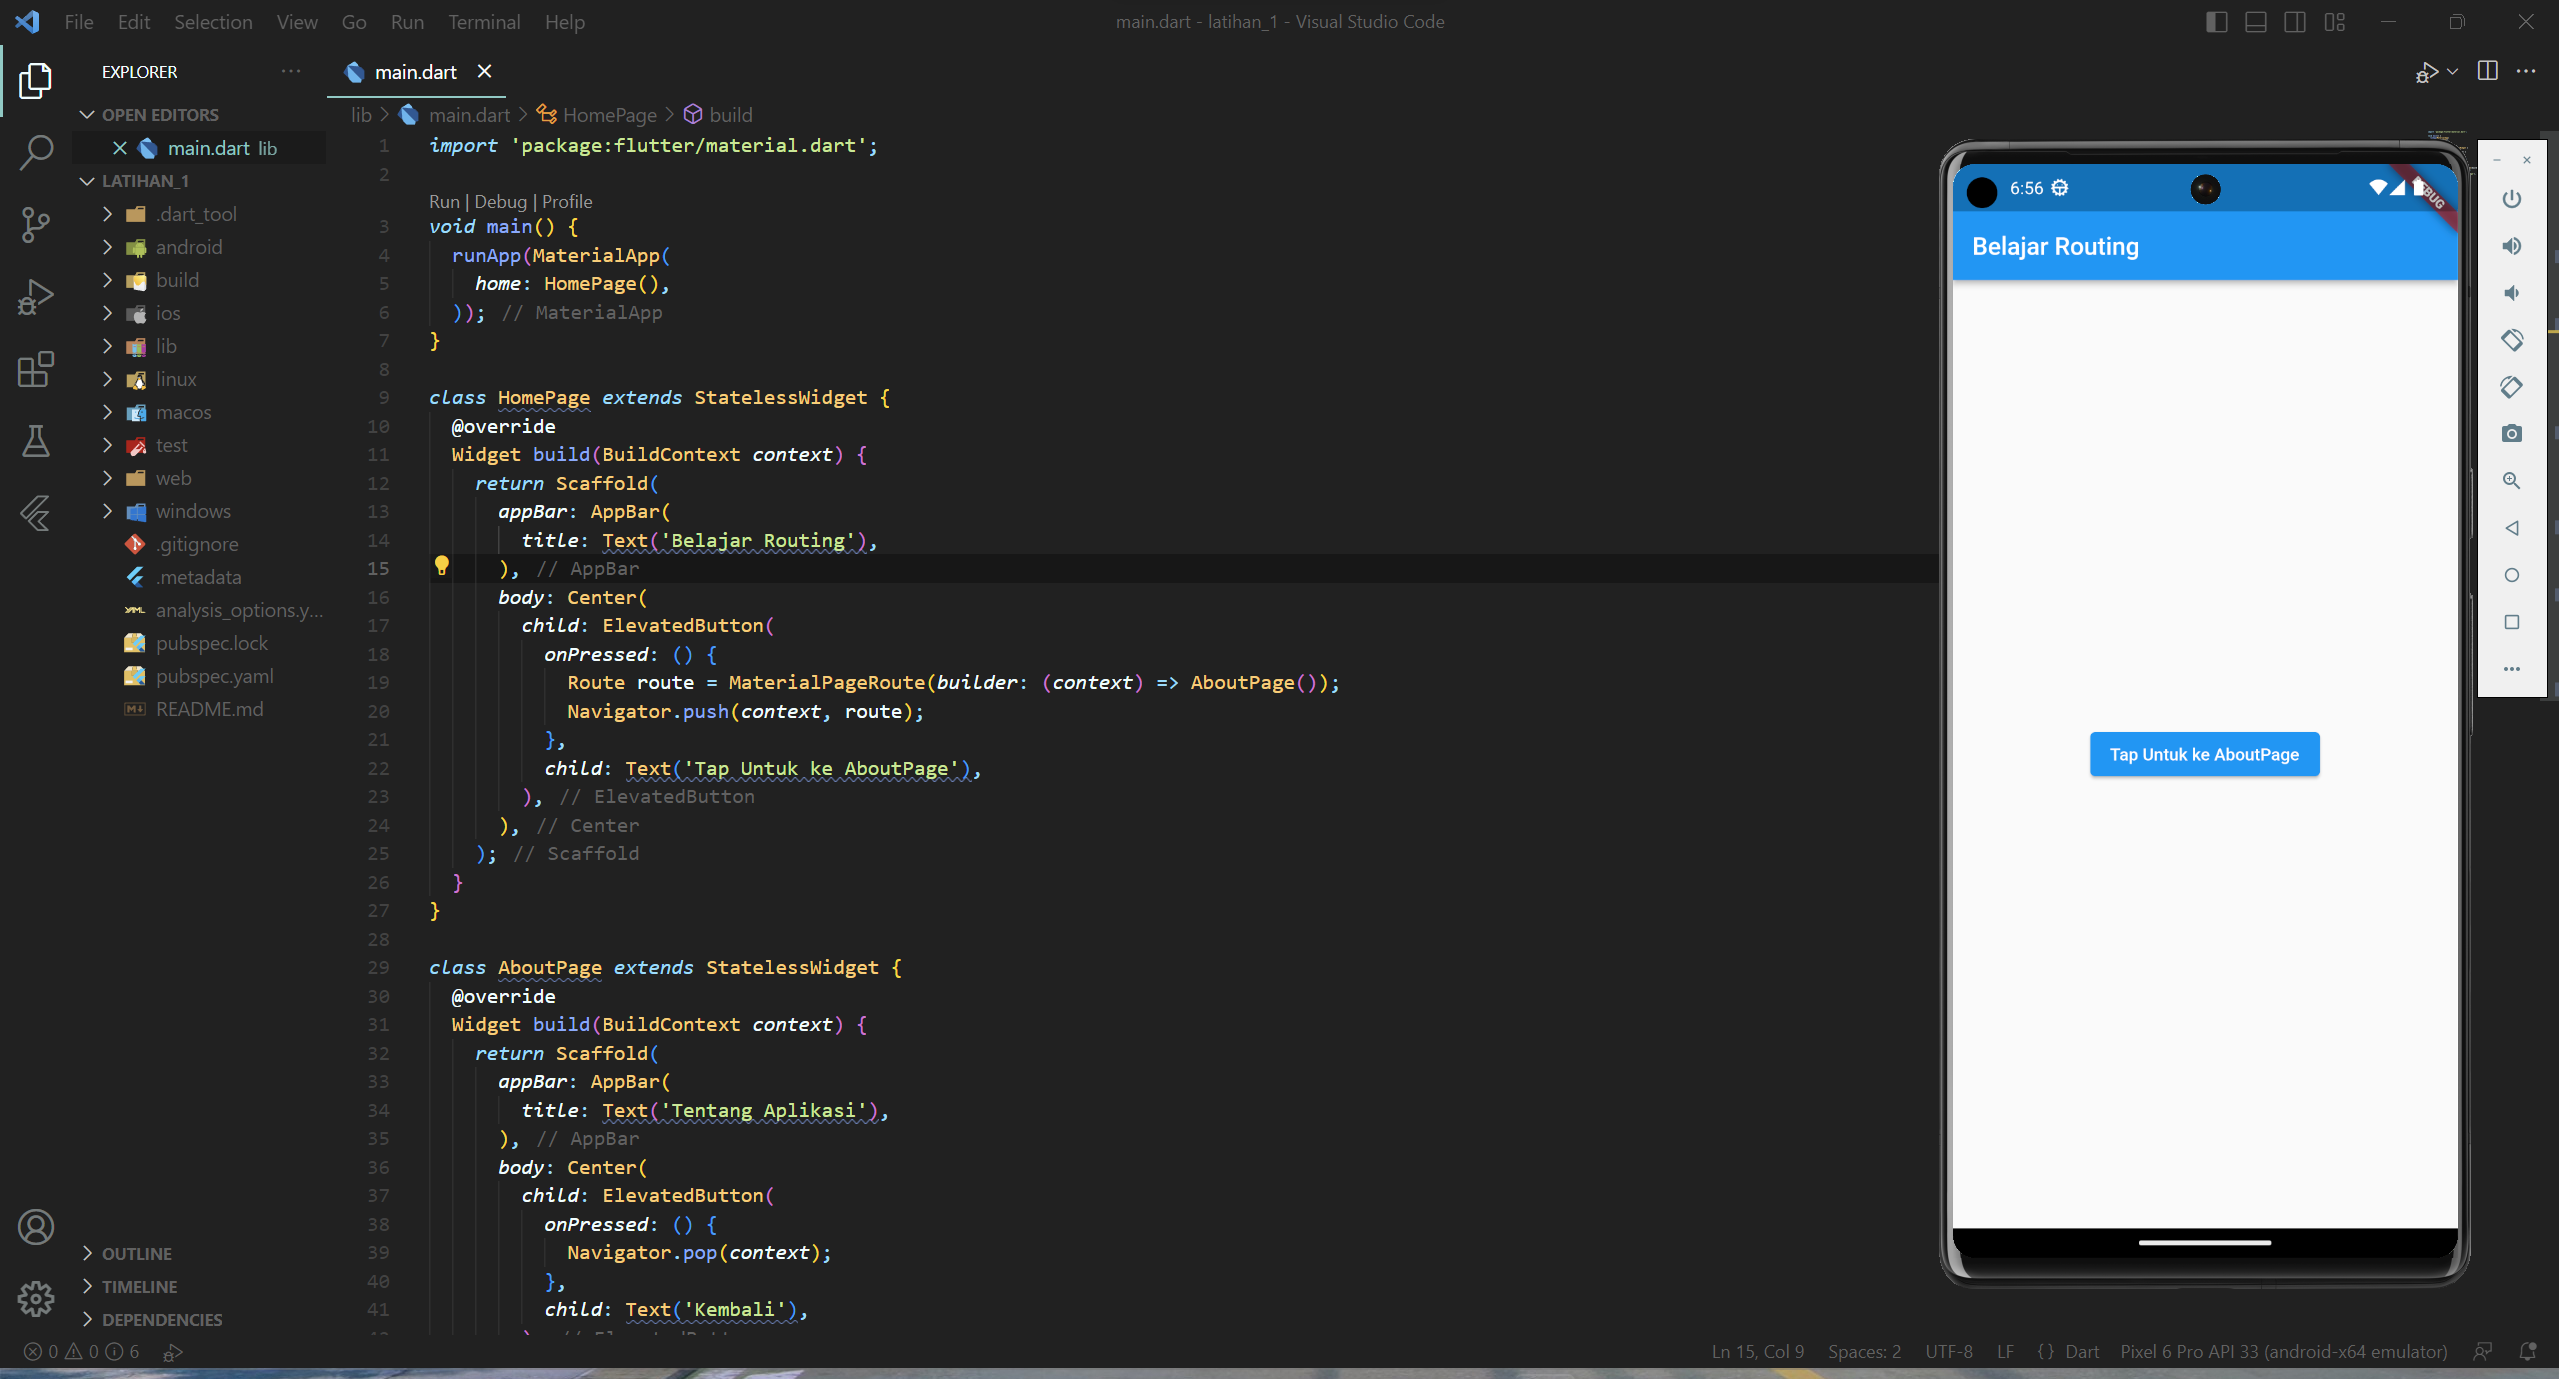 File Edit Selection View Go Run Terminal Help
main.dart - latihan_1 - Visual Studio Code
EXPLORER
OPEN EDITORS
main.dart lib
LATIHAN_1
.dart_tool
android
build
ios
lib
linux
macos
test
web
windows
.gitignore
.metadata
analysis_options.y...
pubspec.lock
pubspec.yaml
README.md
OUTLINE
TIMELINE
DEPENDENCIES
main.dart
lib > main.dart > HomePage > build
1 import 'package:flutter/material.dart';
2
Run | Debug | Profile
3 void main() {
4 runApp(MaterialApp(
5 home: HomePage(),
6 )); // MaterialApp
7 }
8
9 class HomePage extends StatelessWidget {
10 @override
11 Widget build(BuildContext context) {
12 return Scaffold(
13 appBar: AppBar(
14 title: Text('Belajar Routing'),
15 ), // AppBar
16 body: Center(
17 child: ElevatedButton(
18 onPressed: () {
19 Route route = MaterialPageRoute(builder: (context) => AboutPage());
20 Navigator.push(context, route);
21 },
22 child: Text('Tap Untuk ke AboutPage'),
23 ), // ElevatedButton
24 ), // Center
25 ); // Scaffold
26 }
27 }
28
29 class AboutPage extends StatelessWidget {
30 @override
31 Widget build(BuildContext context) {
32 return Scaffold(
33 appBar: AppBar(
34 title: Text('Tentang Aplikasi'),
35 ), // AppBar
36 body: Center(
37 child: ElevatedButton(
38 onPressed: () {
39 Navigator.pop(context);
40 },
41 child: Text('Kembali'),
6:56
Belajar Routing
Tap Untuk ke AboutPage
0 0 6
Ln 15, Col 9 Spaces: 2 UTF-8 LF {} Dart Pixel 6 Pro API 33 (android-x64 emulator)